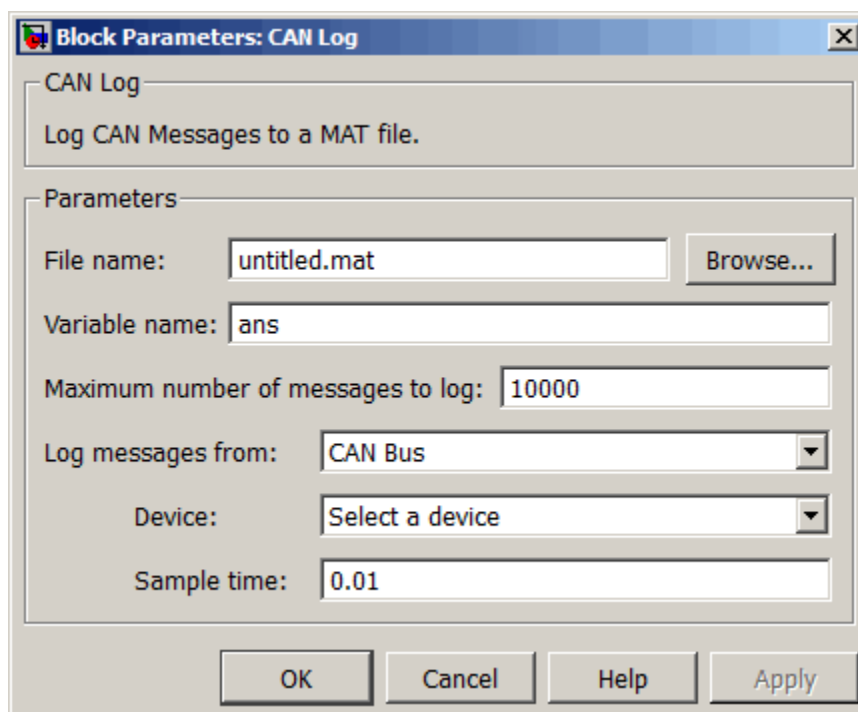 Block Parameters: CAN Log
CAN Log
Log CAN Messages to a MAT file.
Parameters
File name: untitled.mat Browse...
Variable name: ans
Maximum number of messages to log: 10000
Log messages from: CAN Bus
Device: Select a device
Sample time: 0.01
OK Cancel Help Apply